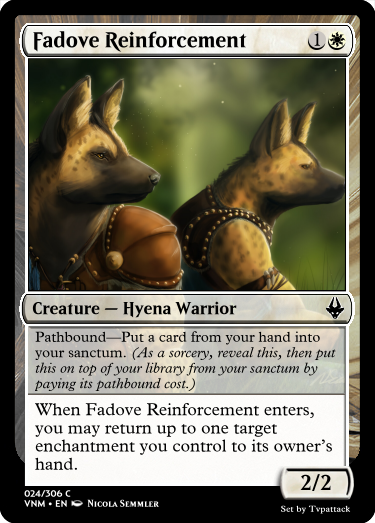 Fadove Reinforcement 1
Creature — Hyena Warrior
Pathbound—Put a card from your hand into
your sanctum. (As a sorcery, reveal this, then put
this on top of your library from your sanctum by
paying its pathbound cost.)
When Fadove Reinforcement enters,
you may return up to one target
enchantment you control to its owner's
hand.
2/2
024/306 C
VNM • EN Nicola Semmler
Set by Tvpattack